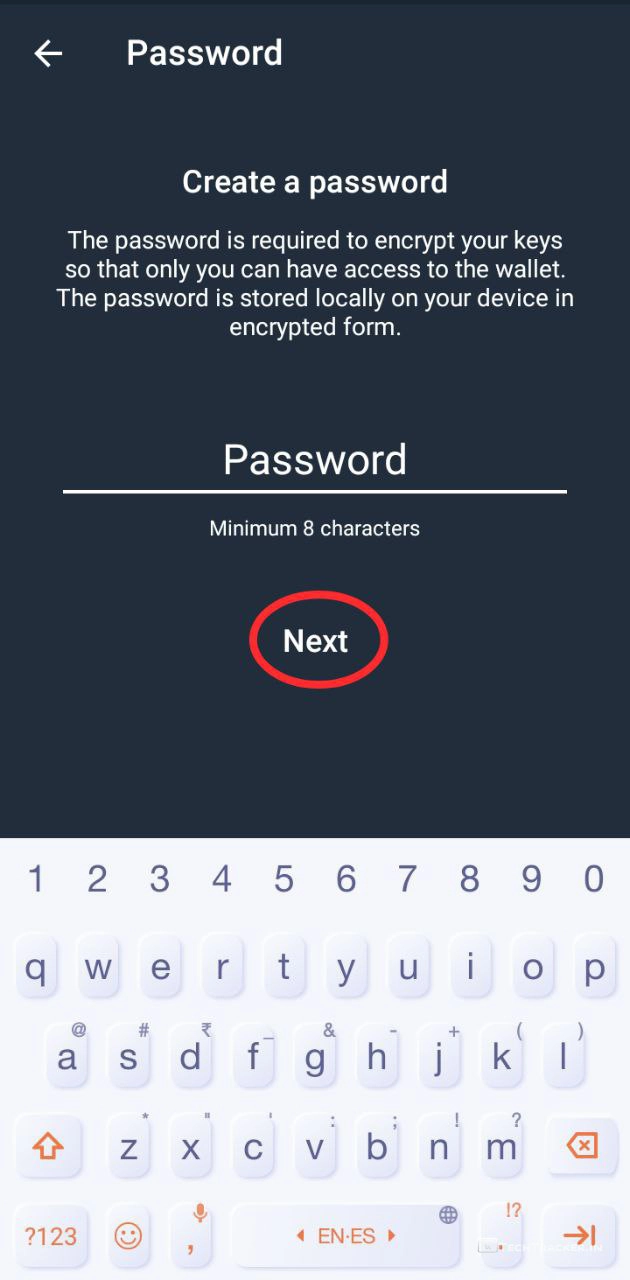 Password
Create a password
The password is required to encrypt your keys
so that only you can have access to the wallet.
The password is stored locally on your device in
encrypted form.
Password
Minimum 8 characters
Next
1 2 3 4 5 6 7 8 9 0
q w e r t y u i o p
@ # ₹ _ & - + ( )
a s d f g h j k l
* " ' : ; ! ?
z x c v b n m
!?
?123 , EN·ES .